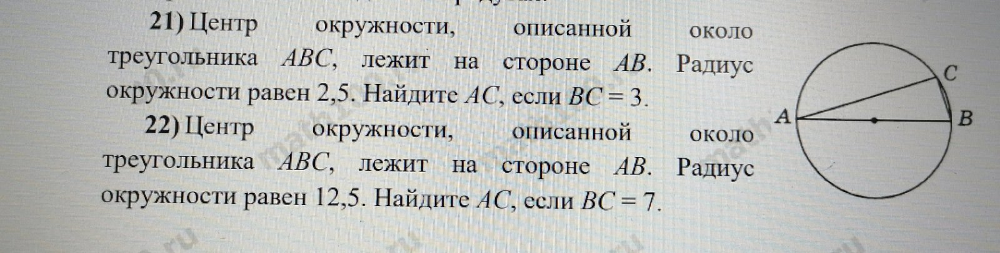 21) Центр окружности, описанной около
треугольника ABC, лежит на стороне AB. Радиус
окружности равен 2,5. Найдите AC, если BC = 3.
22) Центр окружности, описанной около
треугольника ABC, лежит на стороне AB. Радиус
окружности равен 12,5. Найдите AC, если BC = 7.
C
A
B